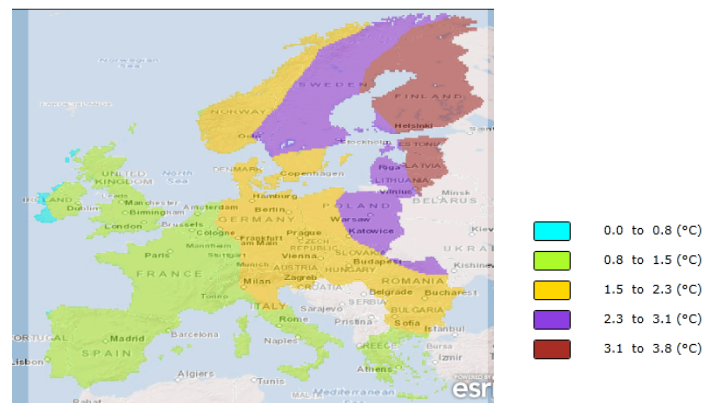 Norwegian
Sea
SWEDEN
FINLAND
NORWAY
Helsinki
Oslo
Stockholm
ESTONIA
Riga
LATVIA
UNITED
KINGDOM
North
Sea
DENMARK
Copenhagen
LITHUANIA
Vilnius
Minsk
BELARUS
Dublin
Manchester
Birmingham
Amsterdam
Hamburg
Berlin
POLAND
Warsaw
London
Brussels
Cologne
GERMANY
Frankfurt
am Main
Prague
Katowice
CZECH
REPUBLIC
Mannheim
Paris
Stuttgart
Munich
Vienna
SLOVAKIA
Budapest
AUSTRIA
HUNGARY
FRANCE
Milan
Zagreb
CROATIA
ROMANIA
Torino
Belgrade
Bucharest
ITALY
Sarajevo
SERBIA
BULGARIA
Pristina
Sofia
Rome
Istanbul
Madrid
Barcelona
Naples
SPAIN
GREECE
Bursa
Izmir
Athens
Algiers
Tunis
MALTA
Mediterranean
POWERED BY
esri
0.0 to 0.8 (°C)
0.8 to 1.5 (°C)
1.5 to 2.3 (°C)
2.3 to 3.1 (°C)
3.1 to 3.8 (°C)